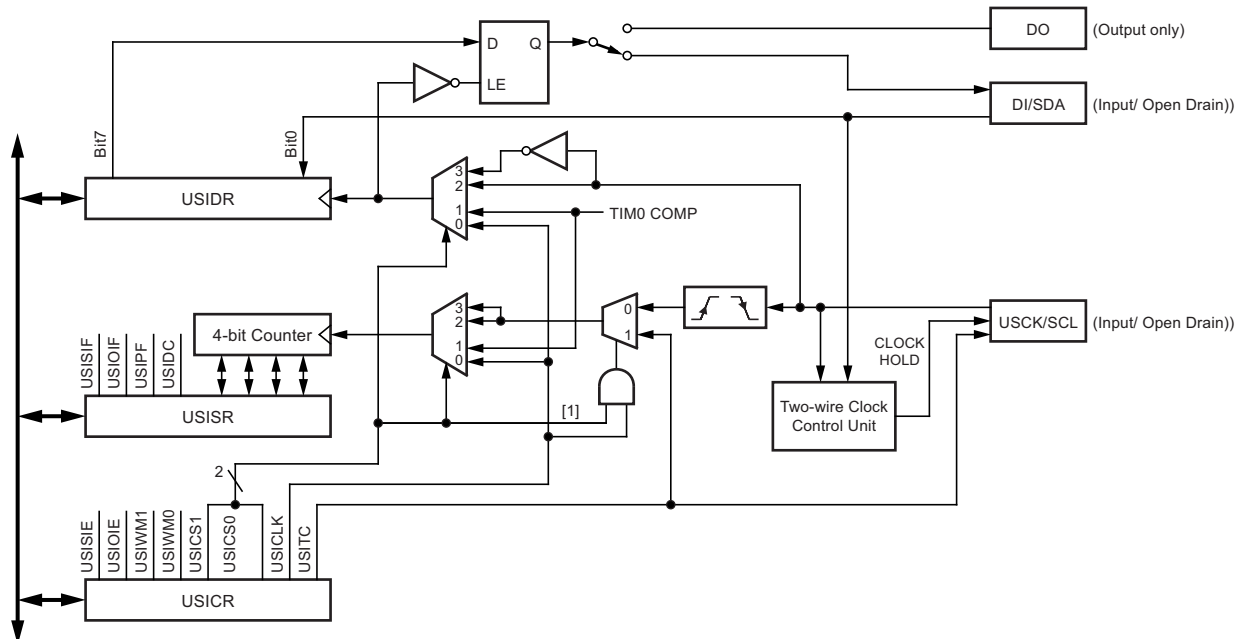 DO (Output only)
D Q
LE
DI/SDA (Input/ Open Drain))
Bit7
Bit0
3
2
1
0
USIDR
TIM0 COMP
3
2
1
0
0
1
4-bit Counter
USCK/SCL (Input/ Open Drain))
CLOCK
HOLD
USISIF
USIOIF
USIPF
USIDC
[1]
Two-wire Clock
Control Unit
USISR
2
USISIE
USIOIE
USIWM1
USIWM0
USICS1
USICS0
USICLK
USITC
USICR